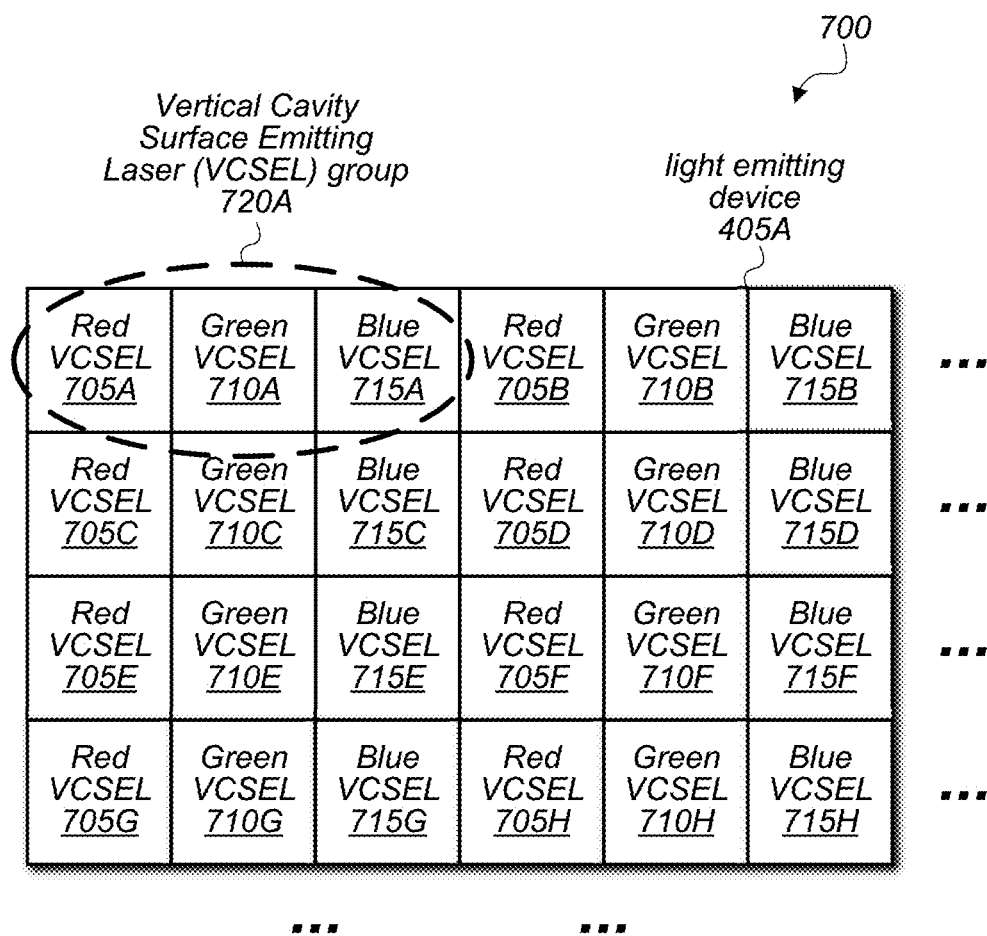 700
Vertical Cavity
Surface Emitting
Laser (VCSEL) group
720A
light emitting
device
405A
Red Green Blue Red Green Blue
VCSEL VCSEL VCSEL VCSEL VCSEL VCSEL
705A 710A 715A 705B 710B 715B
...
Red Green Blue Red Green Blue
VCSEL VCSEL VCSEL VCSEL VCSEL VCSEL
705C 710C 715C 705D 710D 715D
...
Red Green Blue Red Green Blue
VCSEL VCSEL VCSEL VCSEL VCSEL VCSEL
705E 710E 715E 705F 710F 715F
...
Red Green Blue Red Green Blue
VCSEL VCSEL VCSEL VCSEL VCSEL VCSEL
705G 710G 715G 705H 710H 715H
...
... ...